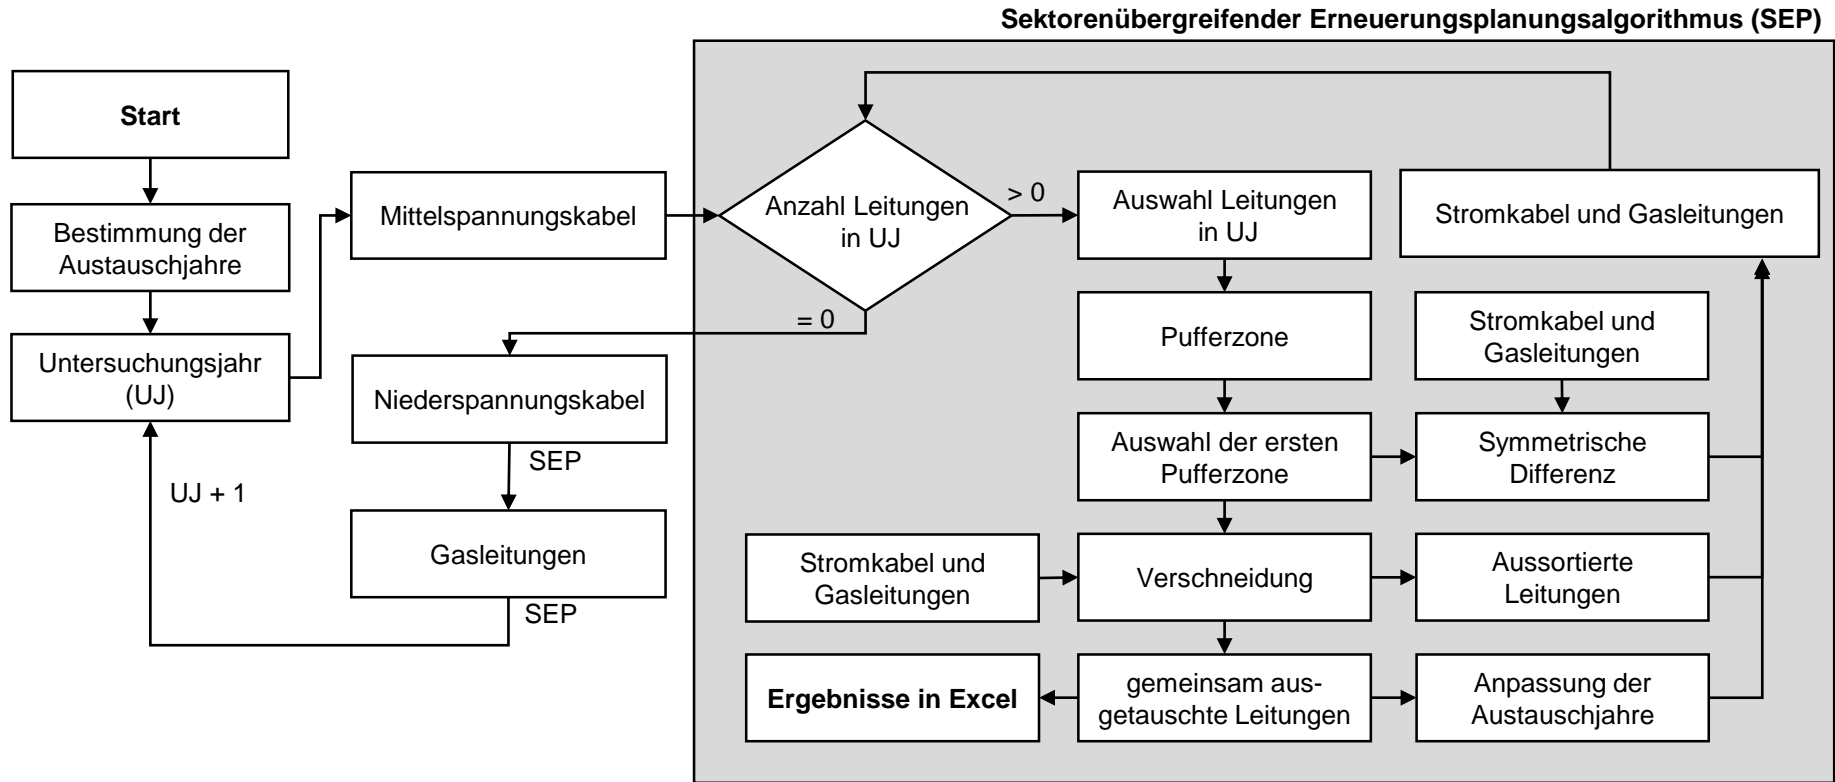 Sektorenübergreifender Erneuerungsplanungsalgorithmus (SEP)
Start
Bestimmung der
Austauschjahre
Untersuchungsjahr
(UJ)
UJ + 1
Mittelspannungskabel
Niederspannungskabel
SEP
Gasleitungen
SEP
Anzahl Leitungen
in UJ
> 0
= 0
Auswahl Leitungen
in UJ
Stromkabel und Gasleitungen
Pufferzone
Stromkabel und
Gasleitungen
Auswahl der ersten
Pufferzone
Symmetrische
Differenz
Stromkabel und
Gasleitungen
Verschneidung
Aussortierte
Leitungen
Ergebnisse in Excel
gemeinsam aus-
getauschte Leitungen
Anpassung der
Austauschjahre